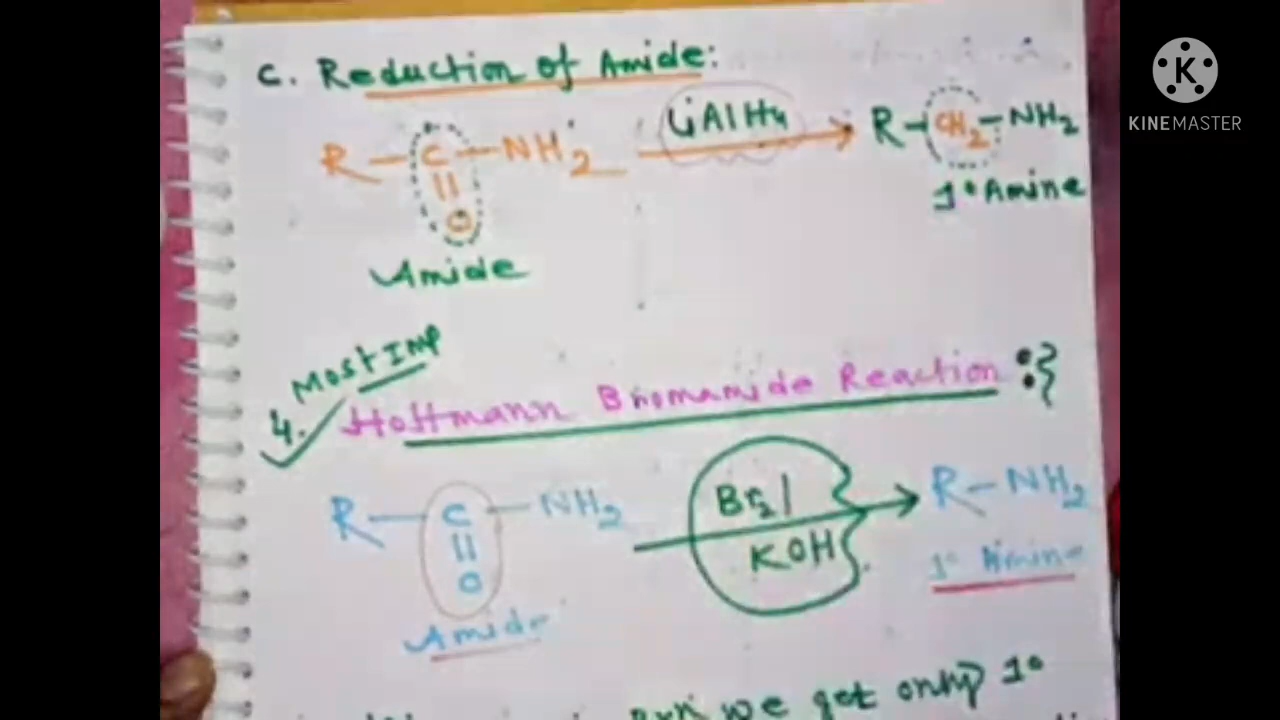 C. Reduction of Amide:
R—C—NH2 LiAlH4 R—CH2—NH2
||
O
1° Amine
Amide
Most Imp
4. Hoffmann Bromamide Reaction :}
R—C—NH2 Br2/ R—NH2
||
O
KOH
1° Amine
Amide
we get only 1°
K
KINEMASTER